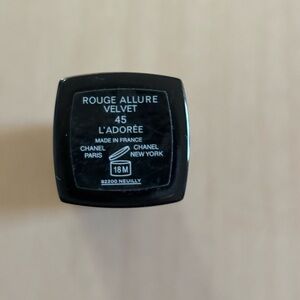 ROUGE ALLURE
VELVET
45
L'ADORÉE
MADE IN FRANCE
CHANEL CHANEL
PARIS NEW YORK
18 M
92200 NEUILLY